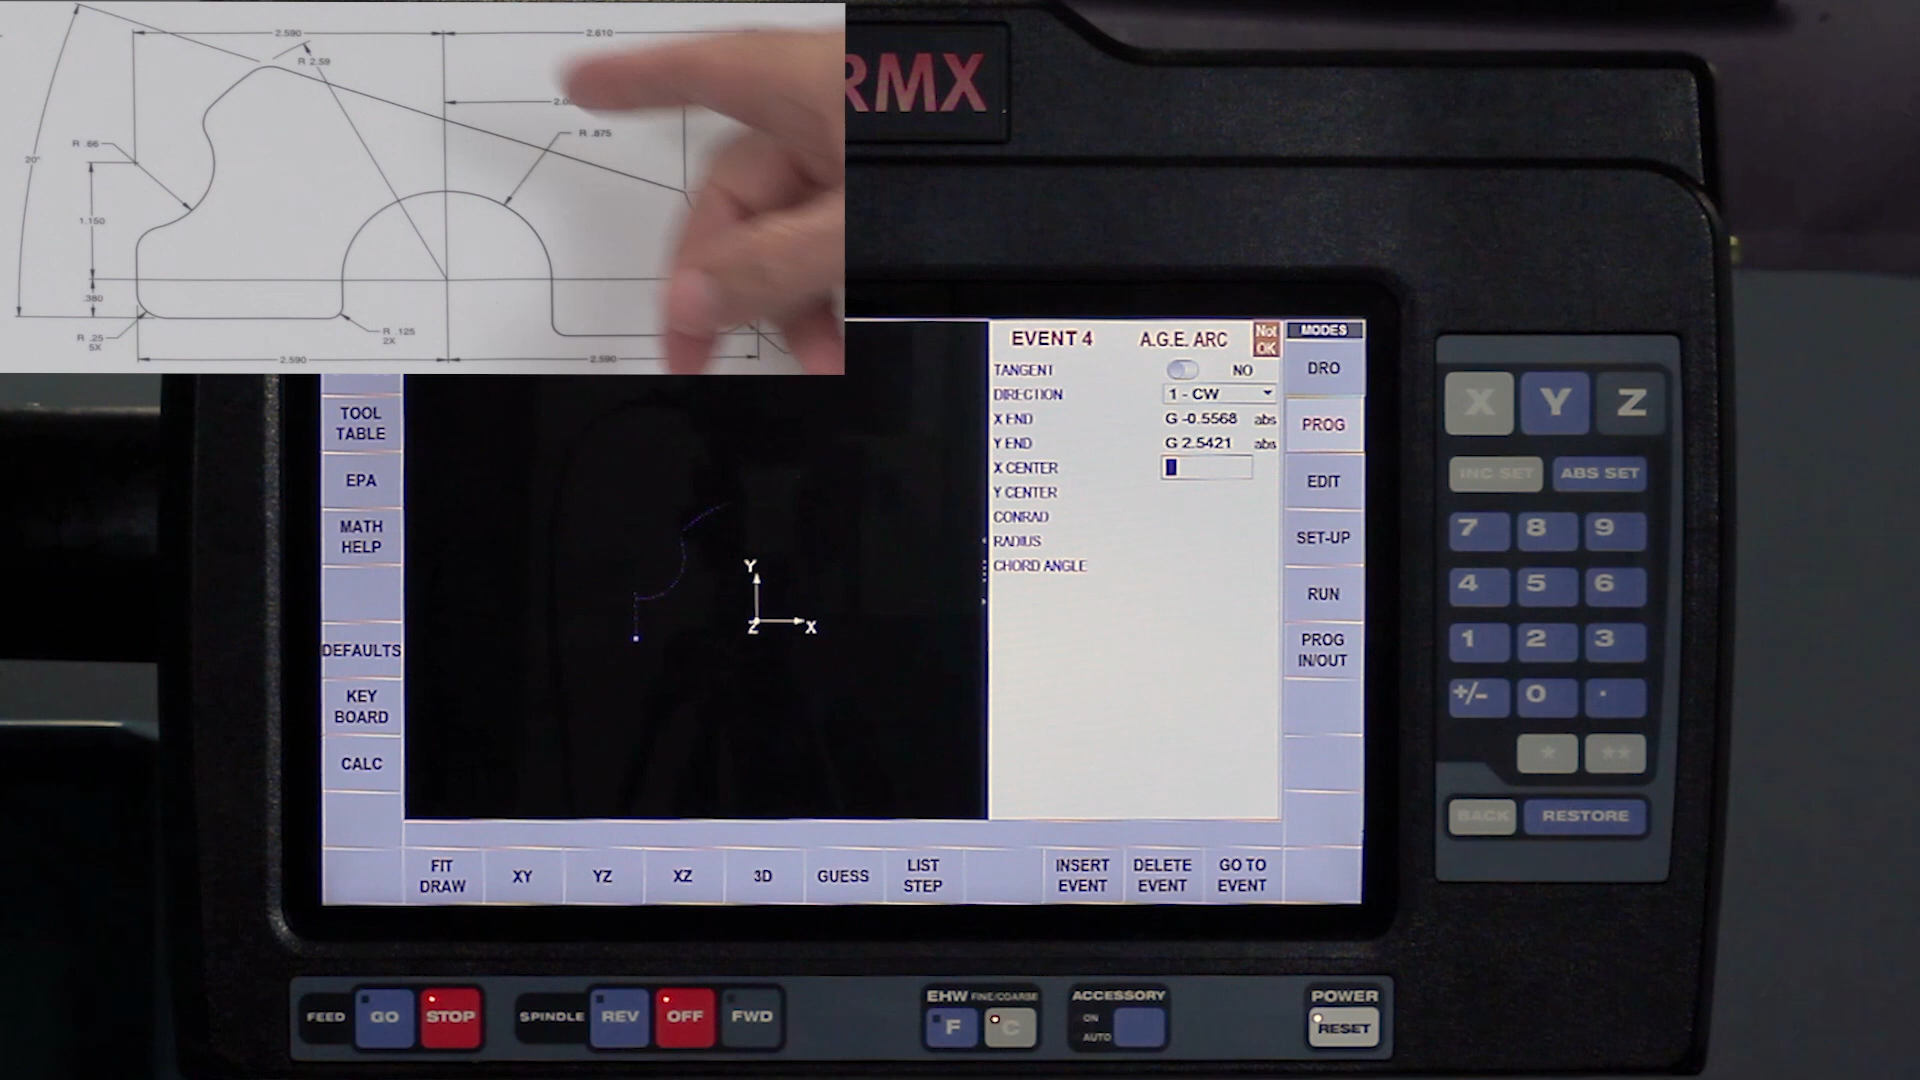 2.590
2.610
R 2.59
R .875
R .66
20°
1.150
.380
R .25
5X
R .125
2X
2.590
2.590
RMX
EVENT 4 A.G.E. ARC Not OK
TANGENT NO
DIRECTION 1 - CW
X END G -0.5568 abs
Y END G 2.5421 abs
X CENTER
Y CENTER
CONRAD
RADIUS
CHORD ANGLE
TOOL TABLE
EPA
MATH HELP
DEFAULTS
KEY BOARD
CALC
Y
Z X
MODES
DRO
PROG
EDIT
SET-UP
RUN
PROG IN/OUT
FIT DRAW XY YZ XZ 3D GUESS LIST STEP INSERT EVENT DELETE EVENT GO TO EVENT
X Y Z
INC SET ABS SET
7 8 9
4 5 6
1 2 3
+/- 0 .
* **
BACK RESTORE
FEED GO STOP SPINDLE REV OFF FWD
EHW FINE/COARSE
F C
ACCESSORY
ON
AUTO
POWER
RESET